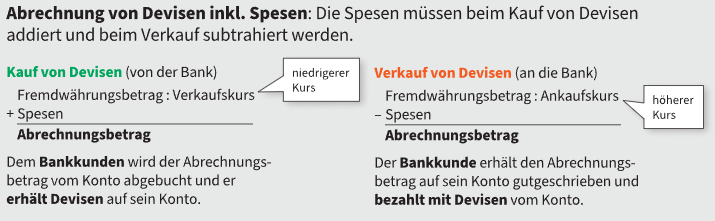 Abrechnung von Devisen inkl. Spesen: Die Spesen müssen beim Kauf von Devisen
addiert und beim Verkauf subtrahiert werden.
Kauf von Devisen (von der Bank)
Fremdwährungsbetrag : Verkaufskurs
+ Spesen
Abrechnungsbetrag
niedrigerer
Kurs
Dem Bankkunden wird der Abrechnungs-
betrag vom Konto abgebucht und er
erhält Devisen auf sein Konto.
Verkauf von Devisen (an die Bank)
Fremdwährungsbetrag : Ankaufskurs
– Spesen
Abrechnungsbetrag
höherer
Kurs
Der Bankkunde erhält den Abrechnungs-
betrag auf sein Konto gutgeschrieben und
bezahlt mit Devisen vom Konto.